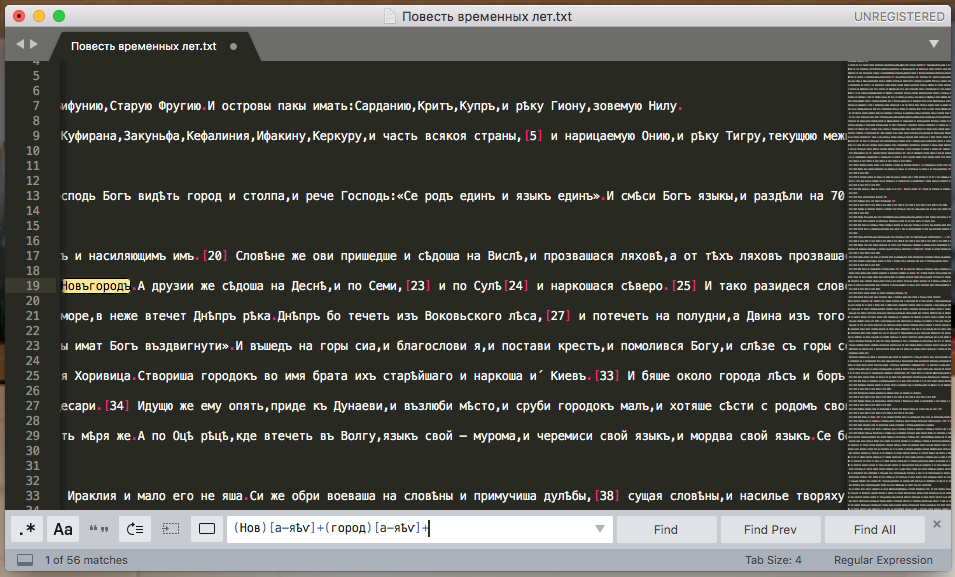 Повесть временных лет.txt
UNREGISTERED
Повесть временных лет.txt
4
5
6
7 ифунию,Старую Фругию.И островы пакы имать:Сарданию,Критъ,Купръ,и рѣку Гиону,зовемую Нилу.
8
9 Куфирана,Закуньфа,Кефалиния,Ифакину,Керкуру,и часть всякоя страны,[5] и нарицаемую Онию,и рѣку Тигру,текущюю меж
10
11
12
13 осподь Богъ видѣть город и столпа,и рече Господь:«Се родъ единъ и языкъ единъ».И смѣси Богъ языкы,и раздѣли на 70
14
15
16
17 ъ и насиляющимъ имъ.[20] Словѣне же ови пришедше и сѣдоша на Вислѣ,и прозвашася ляховѣ,а от тѣхъ ляховъ прозваша
18
19 Новъгородъ.А друзии же сѣдоша на Деснѣ,и по Семи,[23] и по Сулѣ[24] и наркошася сѣверо.[25] И тако разидеся слов
20
21 море,в неже втечет Днѣпръ рѣка.Днѣпръ бо течеть изъ Воковьского лѣса,[27] и потечеть на полудни,а Двина изъ того
22
23 ы имат Богъ въздвигнути».И въшедъ на горы сиа,и благослови я,и постави крестъ,и помолися Богу,и слѣзе съ горы с
24
25 я Хоривица.Створиша городокъ во имя брата ихъ старѣйшаго и наркоша и́ Киевъ.[33] И бяше около города лѣсъ и боръ
26
27 цесари.[34] Идущю же ему опять,приде къ Дунаеви,и възлюби мѣсто,и сруби городокъ малъ,и хотяше сѣсти с родомъ сво
28
29 ть мѣря же.А по Оцѣ рѣцѣ,кде втечеть въ Волгу,языкъ свой — мурома,и черемиси свой языкъ,и мордва свой языкъ.Се б
30
31
32
33 Ираклия и мало его не яша.Си же обри воеваша на словѣны и примучиша дулѣбы,[38] сущая словѣны,и насилье творяху
34
.* Aa “” (Нов)[а-яѣѵ]+(город)[а-яѣѵ]+ Find Find Prev Find All
1 of 56 matches Tab Size: 4 Regular Expression